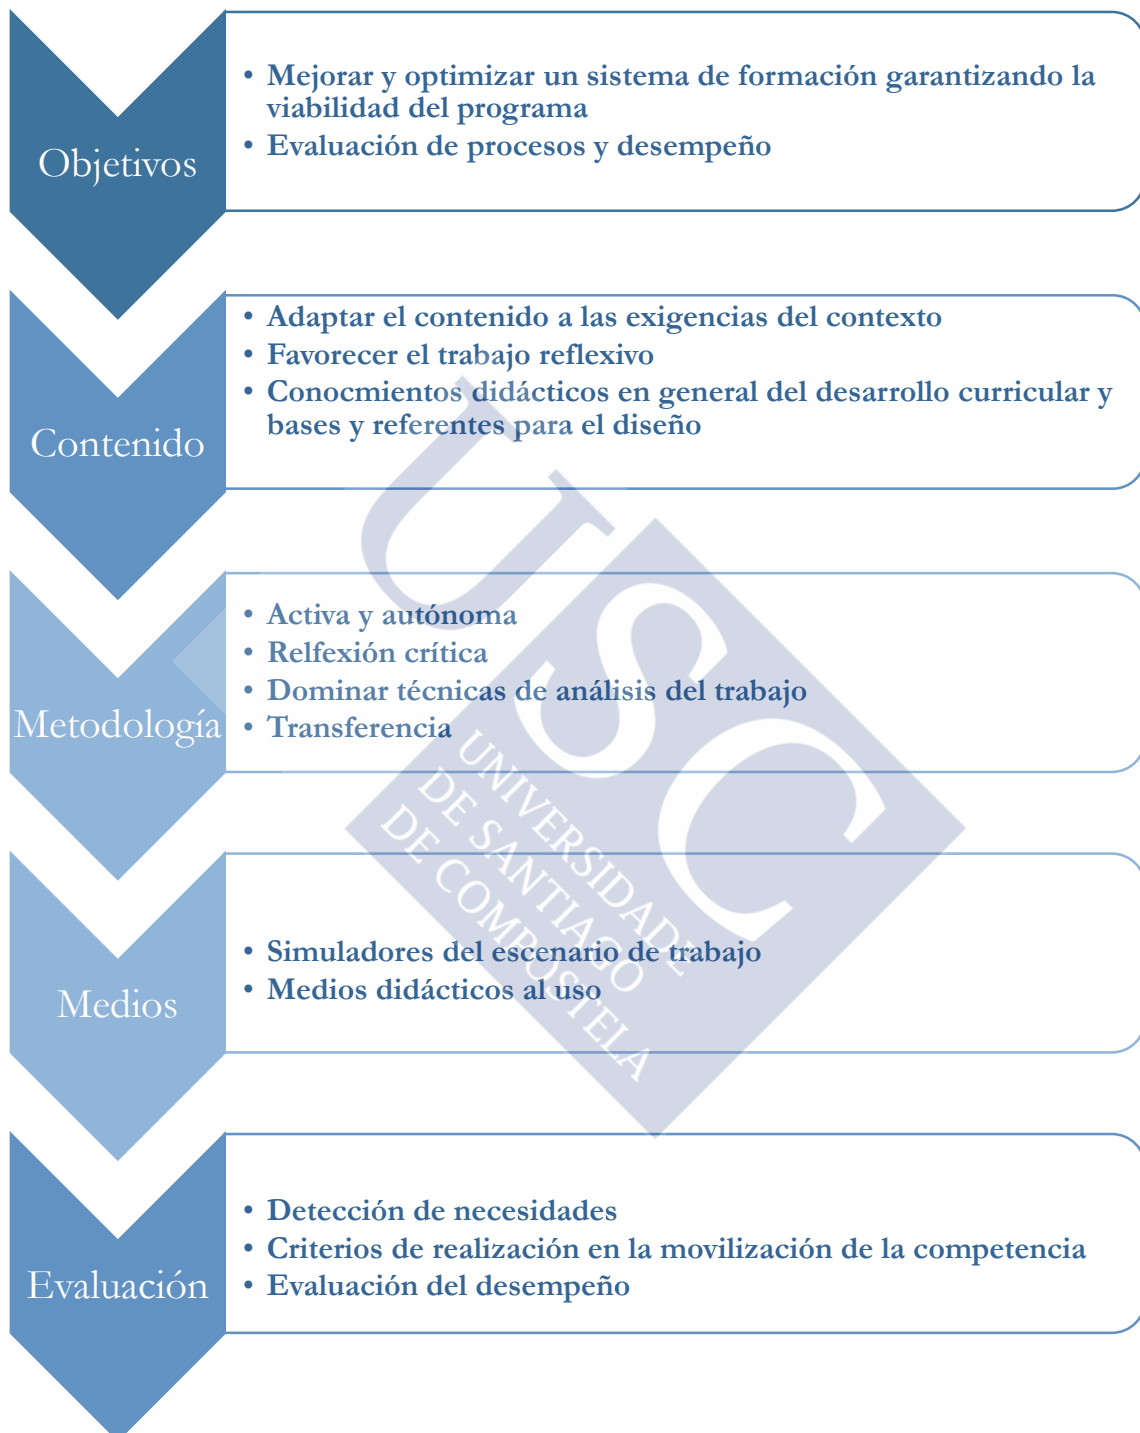 Objetivos
• Mejorar y optimizar un sistema de formación garantizando la
viabilidad del programa
• Evaluación de procesos y desempeño
Contenido
• Adaptar el contenido a las exigencias del contexto
• Favorecer el trabajo reflexivo
• Conocmientos didácticos en general del desarrollo curricular y
bases y referentes para el diseño
Metodología
• Activa y autónoma
• Relfexión crítica
• Dominar técnicas de análisis del trabajo
• Transferencia
Medios
• Simuladores del escenario de trabajo
• Medios didácticos al uso
Evaluación
• Detección de necesidades
• Criterios de realización en la movilización de la competencia
• Evaluación del desempeño
USC
UNIVERSIDADE
DE SANTIAGO
DE COMPOSTELA